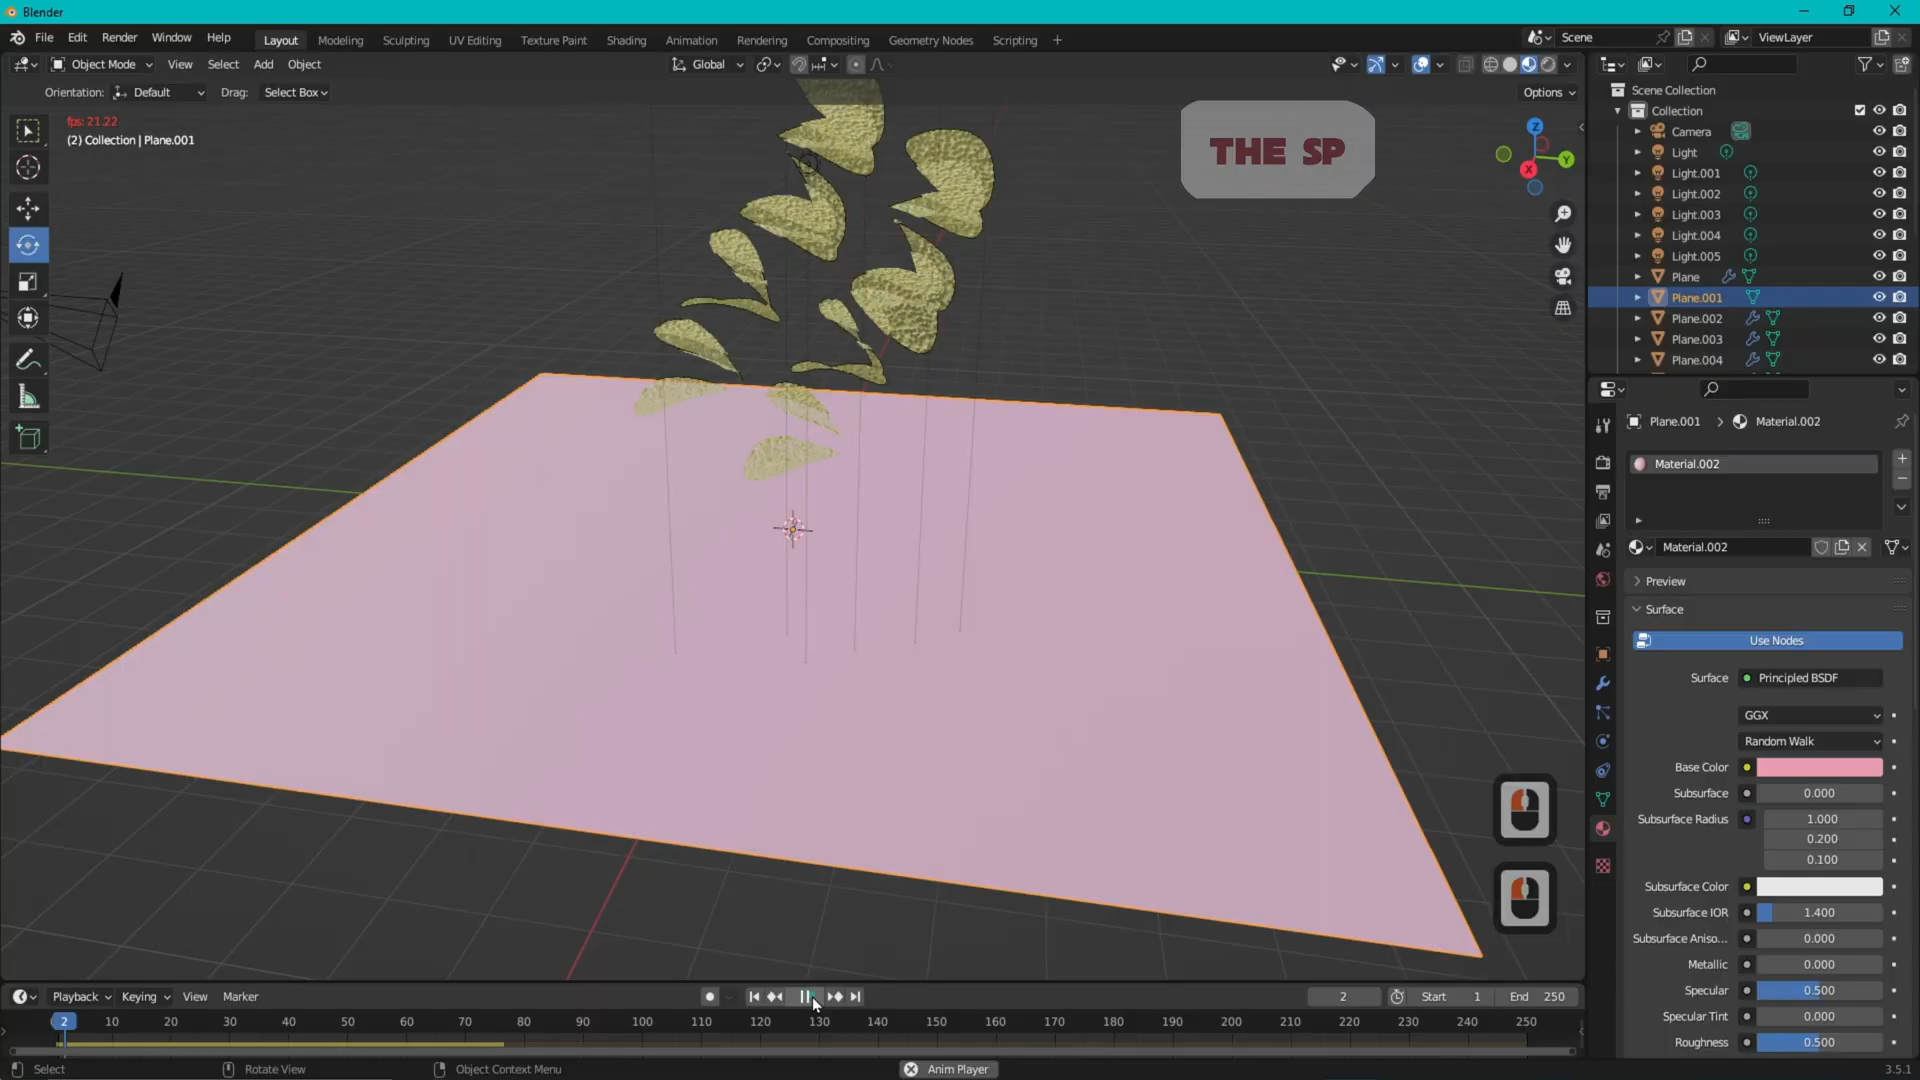 Blender
File Edit Render Window Help
Layout Modeling Sculpting UV Editing Texture Paint Shading Animation Rendering Compositing Geometry Nodes Scripting +
Scene ViewLayer
Object Mode View Select Add Object Global
Orientation: Default Drag: Select Box Options
fps: 21.22
(2) Collection | Plane.001
THE SP
Z
Y
X
Scene Collection
Collection
Camera
Light
Light.001
Light.002
Light.003
Light.004
Light.005
Plane
Plane.001
Plane.002
Plane.003
Plane.004
Plane.001 > Material.002
Material.002
Material.002
Preview
Surface
Use Nodes
Surface Principled BSDF
GGX
Random Walk
Base Color
Subsurface 0.000
Subsurface Radius 1.000
0.200
0.100
Subsurface Color
Subsurface IOR 1.400
Subsurface Aniso... 0.000
Metallic 0.000
Specular 0.500
Specular Tint 0.000
Roughness 0.500
Playback Keying View Marker 2 Start 1 End 250
2 10 20 30 40 50 60 70 80 90 100 110 120 130 140 150 160 170 180 190 200 210 220 230 240 250
Select Rotate View Object Context Menu Anim Player 3.5.1